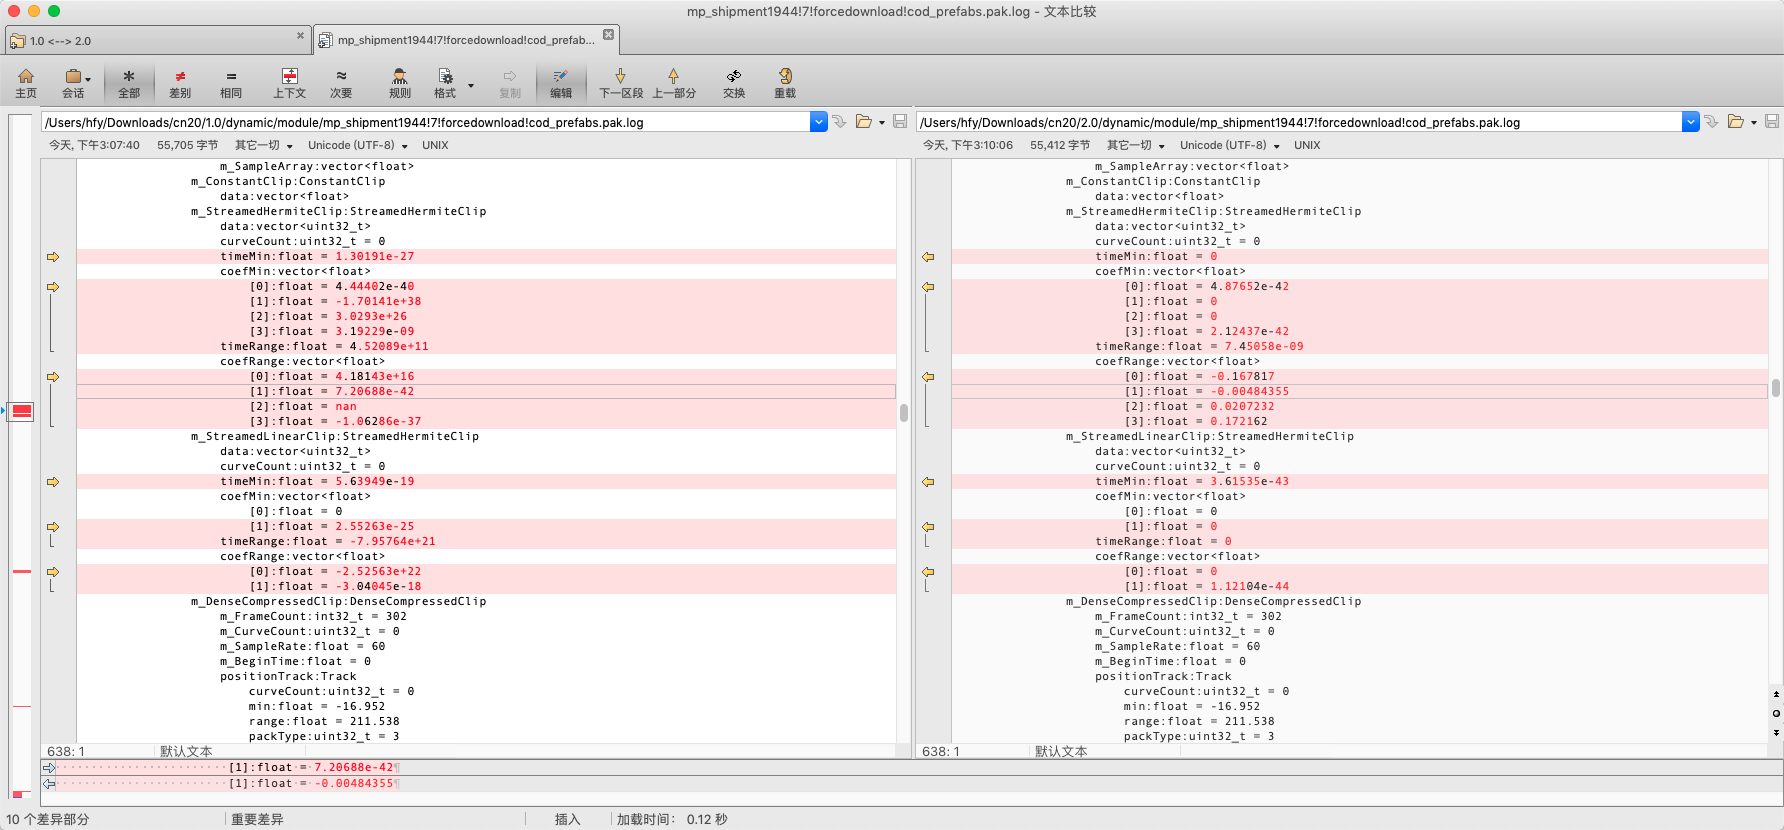 mp_shipment1944!7!forcedownload!cod_prefabs.pak.log - 文本比较
1.0 <--> 2.0
mp_shipment1944!7!forcedownload!cod_prefab...
主页 会话 全部 差别 相同 上下文 次要 规则 格式 复制 编辑 下一区段 上一部分 交换 重载
/Users/hfy/Downloads/cn20/1.0/dynamic/module/mp_shipment1944!7!forcedownload!cod_prefabs.pak.log
今天, 下午3:07:40 55,705 字节 其它一切 Unicode (UTF-8) UNIX
m_SampleArray:vector<float>
m_ConstantClip:ConstantClip
data:vector<float>
m_StreamedHermiteClip:StreamedHermiteClip
data:vector<uint32_t>
curveCount:uint32_t = 0
timeMin:float = 1.30191e-27
coefMin:vector<float>
[0]:float = 4.44402e-40
[1]:float = -1.70141e+38
[2]:float = 3.0293e+26
[3]:float = 3.19229e-09
timeRange:float = 4.52089e+11
coefRange:vector<float>
[0]:float = 4.18143e+16
[1]:float = 7.20688e-42
[2]:float = nan
[3]:float = -1.06286e-37
m_StreamedLinearClip:StreamedHermiteClip
data:vector<uint32_t>
curveCount:uint32_t = 0
timeMin:float = 5.63949e-19
coefMin:vector<float>
[0]:float = 0
[1]:float = 2.55263e-25
timeRange:float = -7.95764e+21
coefRange:vector<float>
[0]:float = -2.52563e+22
[1]:float = -3.04045e-18
m_DenseCompressedClip:DenseCompressedClip
m_FrameCount:int32_t = 302
m_CurveCount:uint32_t = 0
m_SampleRate:float = 60
m_BeginTime:float = 0
positionTrack:Track
curveCount:uint32_t = 0
min:float = -16.952
range:float = 211.538
packType:uint32_t = 3
638: 1 默认文本
/Users/hfy/Downloads/cn20/2.0/dynamic/module/mp_shipment1944!7!forcedownload!cod_prefabs.pak.log
今天, 下午3:10:06 55,412 字节 其它一切 Unicode (UTF-8) UNIX
m_SampleArray:vector<float>
m_ConstantClip:ConstantClip
data:vector<float>
m_StreamedHermiteClip:StreamedHermiteClip
data:vector<uint32_t>
curveCount:uint32_t = 0
timeMin:float = 0
coefMin:vector<float>
[0]:float = 4.87652e-42
[1]:float = 0
[2]:float = 0
[3]:float = 2.12437e-42
timeRange:float = 7.45058e-09
coefRange:vector<float>
[0]:float = -0.167817
[1]:float = -0.00484355
[2]:float = 0.0207232
[3]:float = 0.172162
m_StreamedLinearClip:StreamedHermiteClip
data:vector<uint32_t>
curveCount:uint32_t = 0
timeMin:float = 3.61535e-43
coefMin:vector<float>
[0]:float = 0
[1]:float = 0
timeRange:float = 0
coefRange:vector<float>
[0]:float = 0
[1]:float = 1.12104e-44
m_DenseCompressedClip:DenseCompressedClip
m_FrameCount:int32_t = 302
m_CurveCount:uint32_t = 0
m_SampleRate:float = 60
m_BeginTime:float = 0
positionTrack:Track
curveCount:uint32_t = 0
min:float = -16.952
range:float = 211.538
packType:uint32_t = 3
638: 1 默认文本
[1]:float = 7.20688e-42¶
[1]:float = -0.00484355¶
10 个差异部分 重要差异 插入 加载时间: 0.12 秒